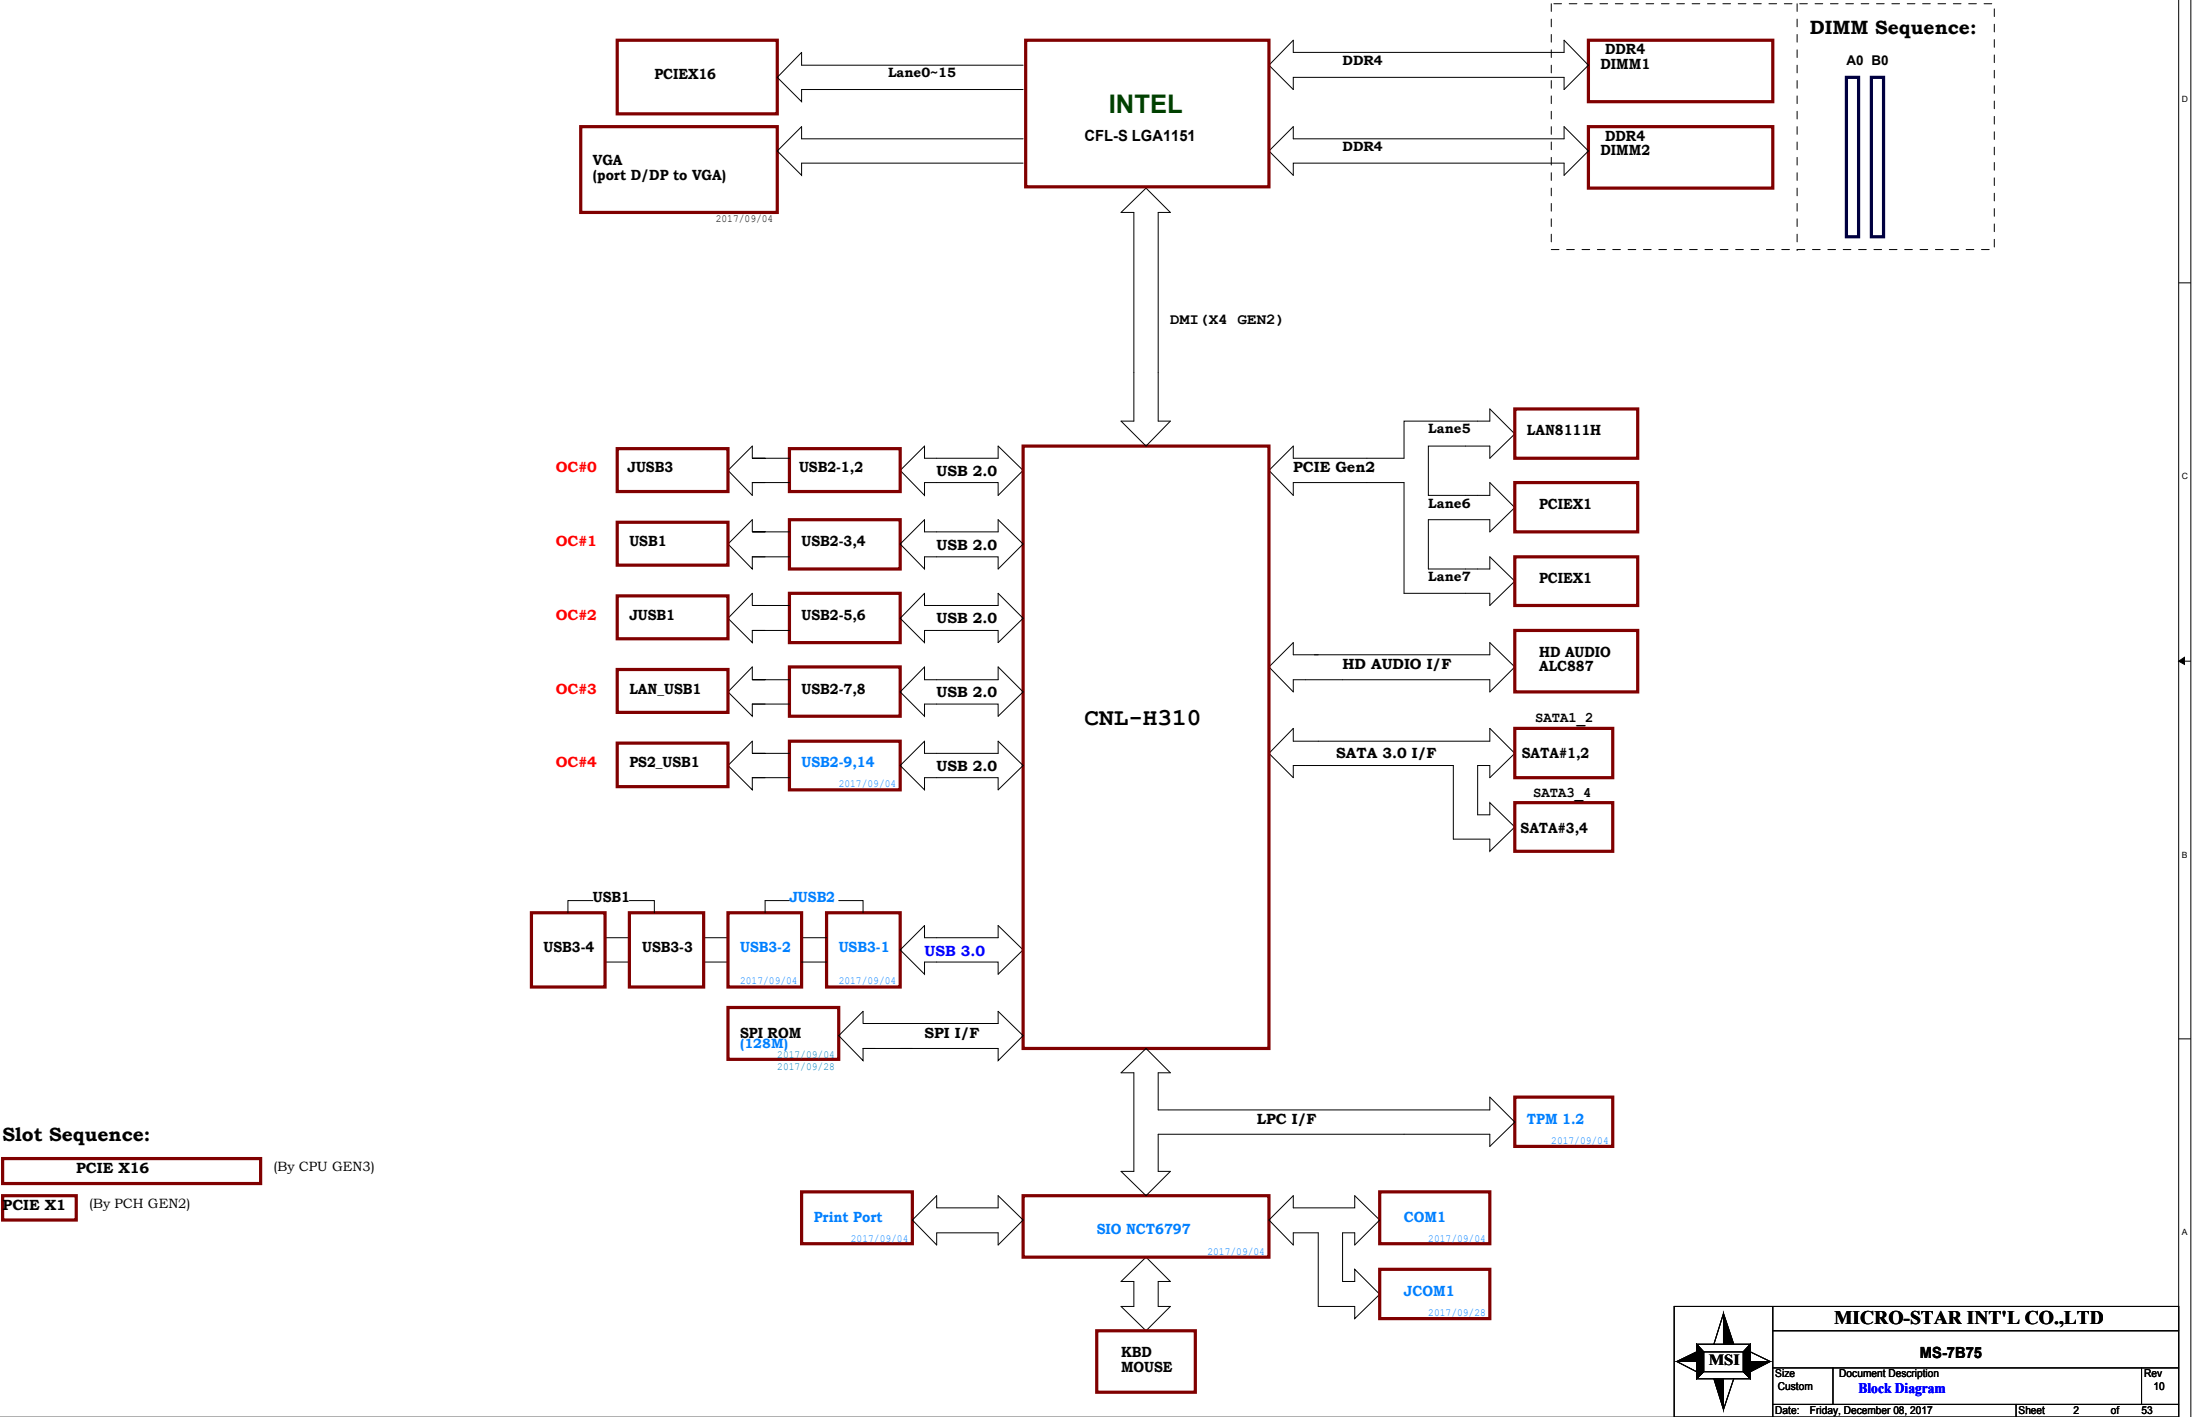 DIMM Sequence:
A0 B0
PCIEX16
Lane0~15
INTEL
CFL-S LGA1151
DDR4
DDR4
DIMM1
VGA
(port D/DP to VGA)
2017/09/04
DDR4
DDR4
DIMM2
DMI(X4 GEN2)
OC#0
JUSB3
USB2-1,2
USB 2.0
OC#1
USB1
USB2-3,4
USB 2.0
OC#2
JUSB1
USB2-5,6
USB 2.0
OC#3
LAN_USB1
USB2-7,8
USB 2.0
OC#4
PS2_USB1
USB2-9,14
2017/09/04
USB 2.0
CNL-H310
PCIE Gen2
Lane5
LAN8111H
Lane6
PCIEX1
Lane7
PCIEX1
HD AUDIO I/F
HD AUDIO
ALC887
SATA 3.0 I/F
SATA1_2
SATA#1,2
SATA3_4
SATA#3,4
USB1
JUSB2
USB3-4
USB3-3
USB3-2
2017/09/04
USB3-1
2017/09/04
USB 3.0
SPI ROM
(128M)
2017/09/04
2017/09/28
SPI I/F
LPC I/F
TPM 1.2
2017/09/04
Slot Sequence:
PCIE X16
(By CPU GEN3)
PCIE X1
(By PCH GEN2)
Print Port
2017/09/04
SIO NCT6797
2017/09/04
COM1
2017/09/04
JCOM1
2017/09/28
KBD
MOUSE
D
C
B
A
MSI
MICRO-STAR INT'L CO.,LTD
MS-7B75
Size
Custom
Document Description
Block Diagram
Rev
10
Date: Friday, December 08, 2017
Sheet 2 of 53